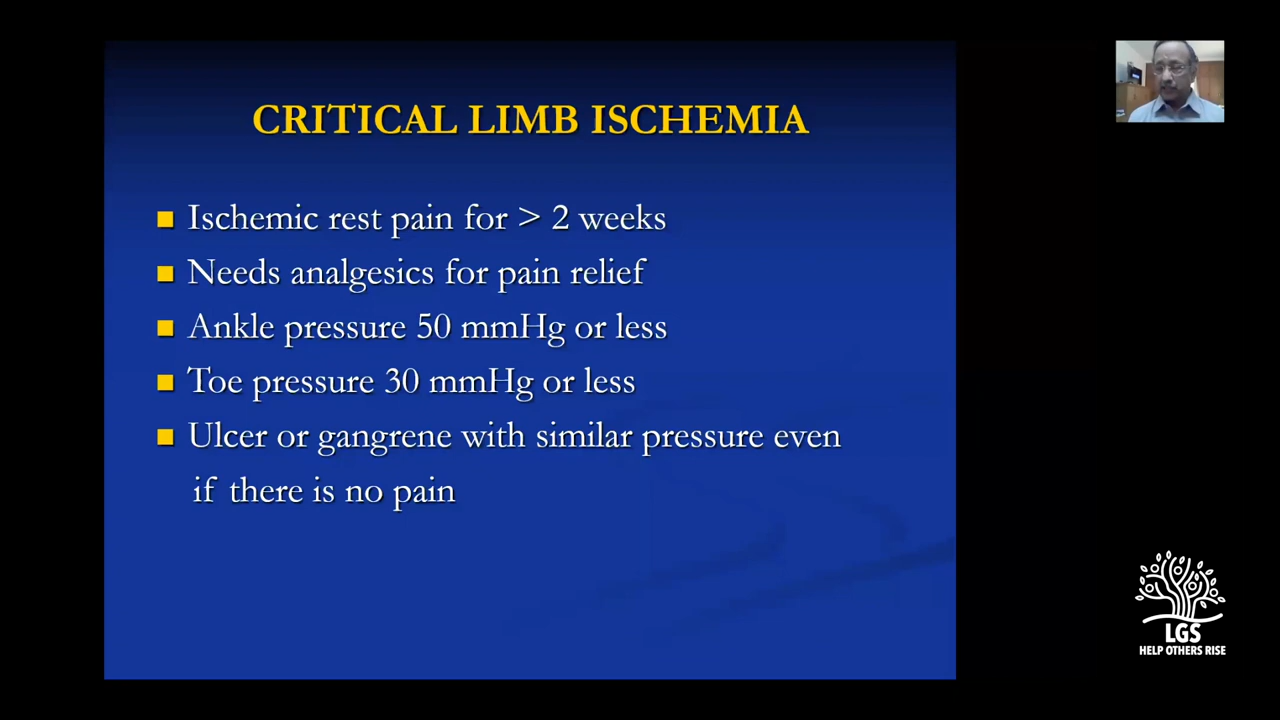 CRITICAL LIMB ISCHEMIA
Ischemic rest pain for > 2 weeks
Needs analgesics for pain relief
Ankle pressure 50 mmHg or less
Toe pressure 30 mmHg or less
Ulcer or gangrene with similar pressure even
if there is no pain
LGS
HELP OTHERS RISE